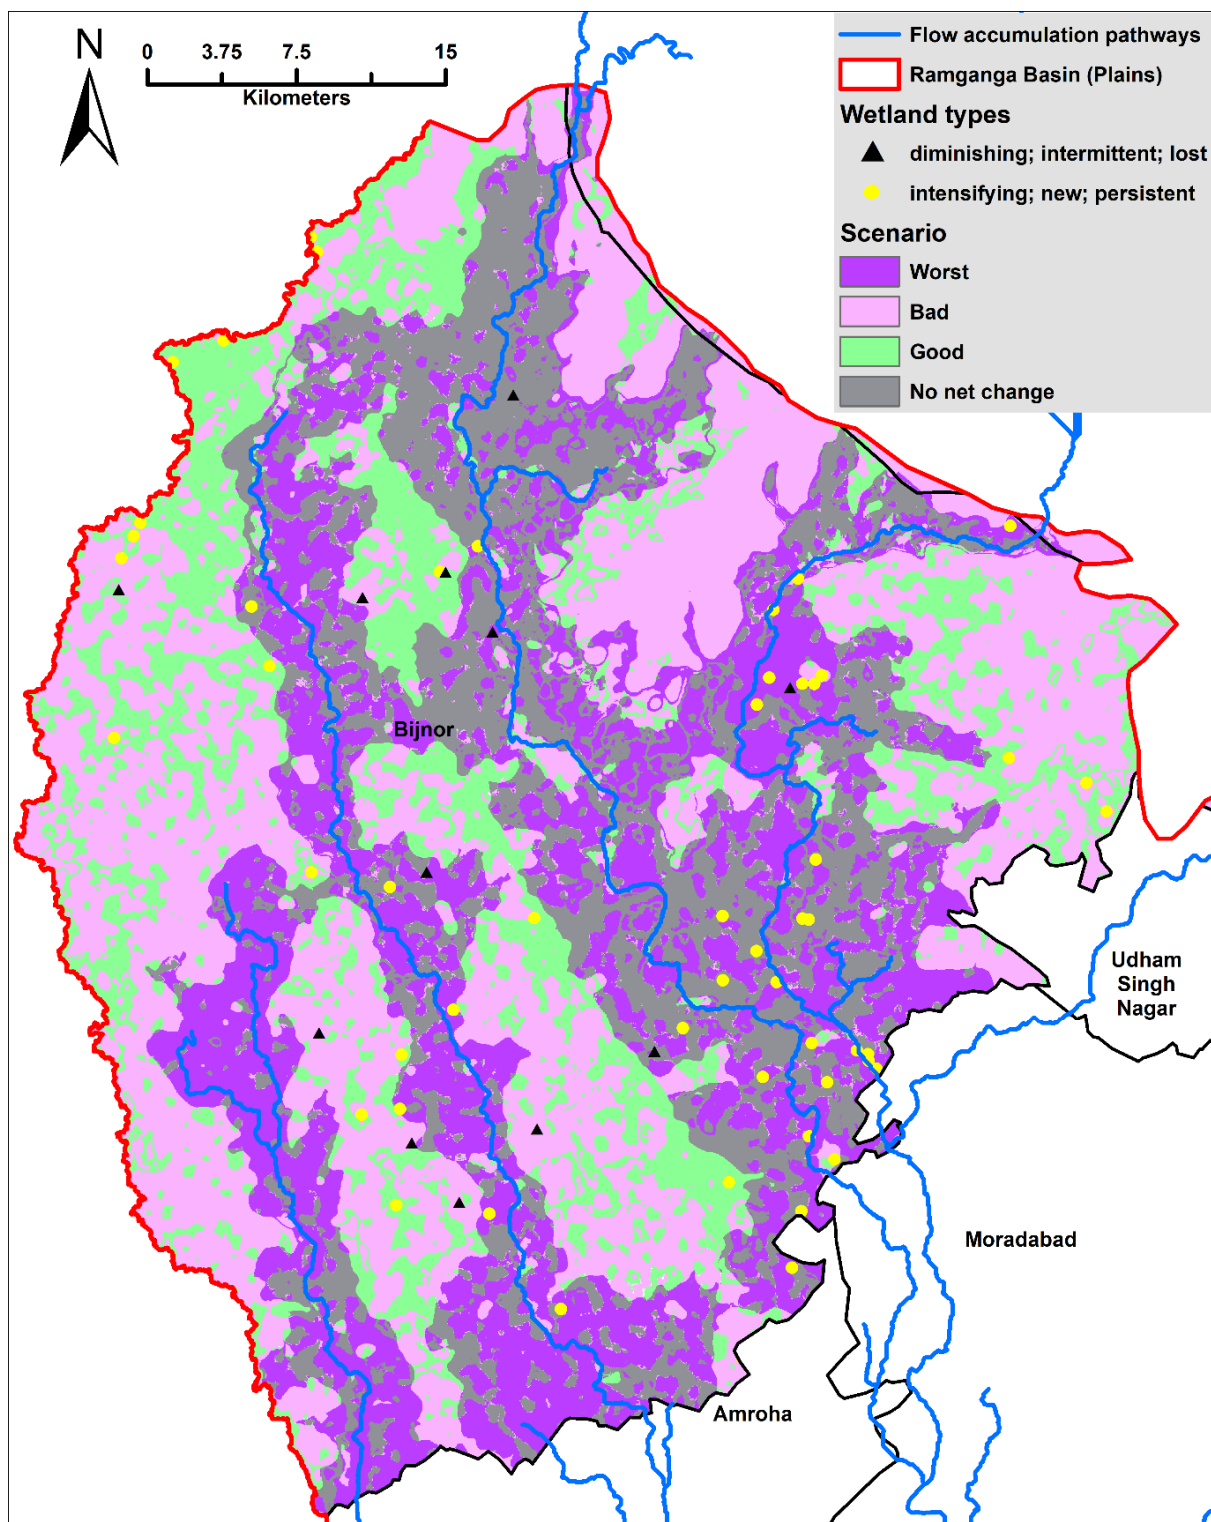 N
0 3.75 7.5 15
Kilometers
Flow accumulation pathways
Ramganga Basin (Plains)
Wetland types
diminishing; intermittent; lost
intensifying; new; persistent
Scenario
Worst
Bad
Good
No net change
Bijnor
Udham
Singh
Nagar
Moradabad
Amroha